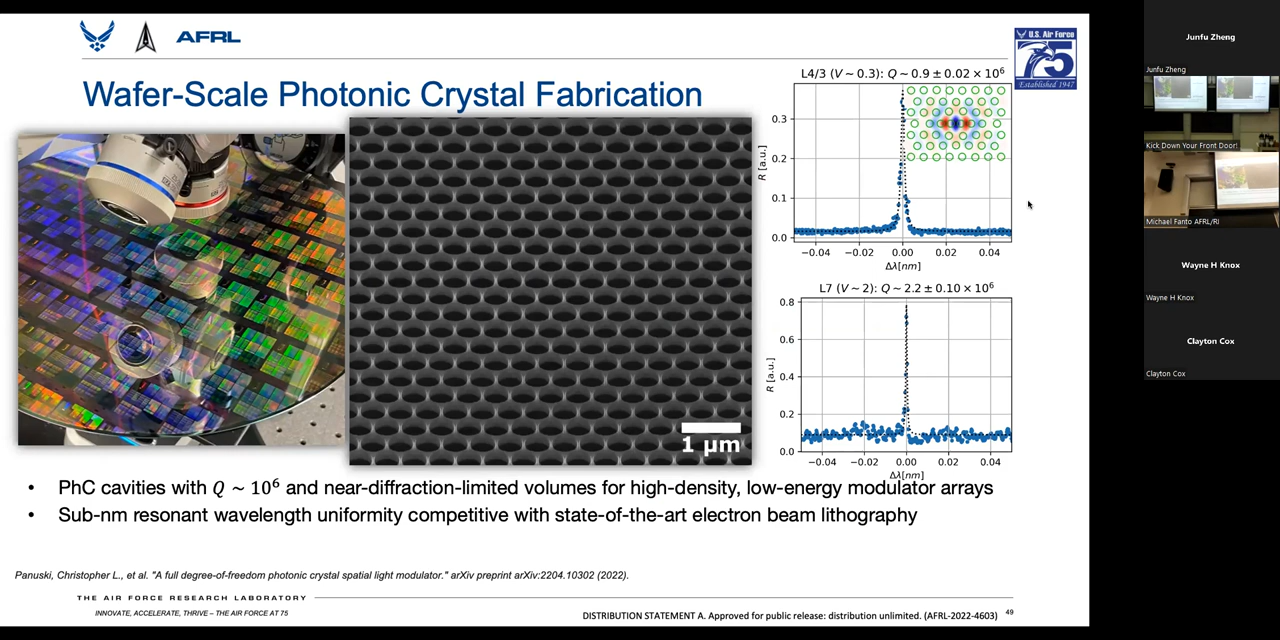 AFRL
U.S. Air Force
75
Established 1947
Wafer-Scale Photonic Crystal Fabrication
1 μm
L4/3 (V ~ 0.3): Q ~ 0.9 ± 0.02 × 10⁶
R [a.u.]
0.3
0.2
0.1
0.0
−0.04 −0.02 0.00 0.02 0.04
Δλ[nm]
L7 (V ~ 2): Q ~ 2.2 ± 0.10 × 10⁶
R [a.u.]
0.8
0.6
0.4
0.2
0.0
−0.04 −0.02 0.00 0.02 0.04
Δλ[nm]
• PhC cavities with Q ~ 10⁶ and near-diffraction-limited volumes for high-density, low-energy modulator arrays
• Sub-nm resonant wavelength uniformity competitive with state-of-the-art electron beam lithography
Panuski, Christopher L., et al. "A full degree-of-freedom photonic crystal spatial light modulator." arXiv preprint arXiv:2204.10302 (2022).
THE AIR FORCE RESEARCH LABORATORY
INNOVATE, ACCELERATE, THRIVE – THE AIR FORCE AT 75
DISTRIBUTION STATEMENT A. Approved for public release: distribution unlimited. (AFRL-2022-4603) 49
Junfu Zheng
Junfu Zheng
Kick Down Your Front Door!
Michael Fanto AFRL/RI
Wayne H Knox
Wayne H Knox
Clayton Cox
Clayton Cox